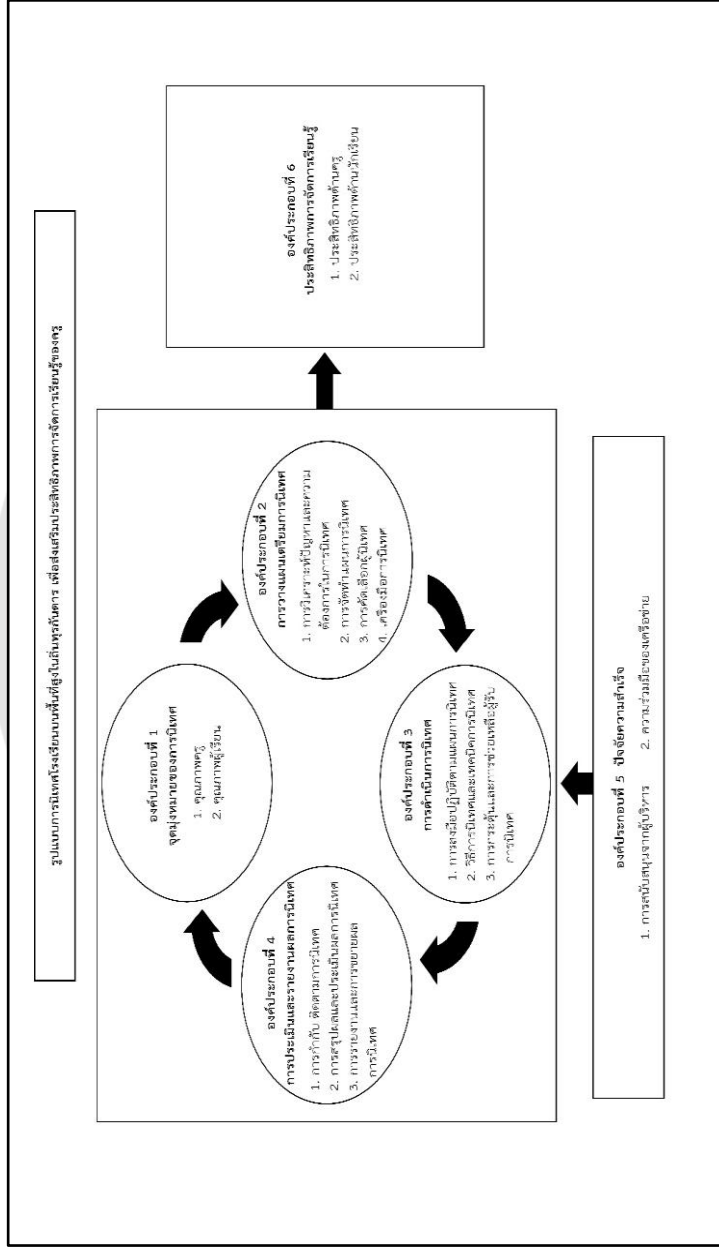 รูปแบบการนิเทศโรงเรียนบนพื้นที่สูงในถิ่นทุรกันดาร เพื่อส่งเสริมประสิทธิภาพการจัดการเรียนรู้ของครู
องค์ประกอบที่ 1
จุดมุ่งหมายของการนิเทศ
1. คุณภาพครู
2. คุณภาพผู้เรียน
องค์ประกอบที่ 2
การวางแผนเตรียมการนิเทศ
1. การวิเคราะห์ปัญหาและความ
ต้องการในการนิเทศ
2. การจัดทำแผนการนิเทศ
3. การคัดเลือกผู้นิเทศ
4. เครื่องมือการนิเทศ
องค์ประกอบที่ 3
การดำเนินการนิเทศ
1. การลงมือปฏิบัติตามแผนการนิเทศ
2. วิธีการนิเทศและเทคนิคการนิเทศ
3. การกระตุ้นและการช่วยเหลือผู้รับ
การนิเทศ
องค์ประกอบที่ 4
การประเมินและรายงานผลการนิเทศ
1. การกำกับ ติดตามการนิเทศ
2. การสรุปผลและประเมินผลการนิเทศ
3. การรายงานและการขยายผล
การนิเทศ
องค์ประกอบที่ 5 ปัจจัยความสำเร็จ
1. การสนับสนุนจากผู้บริหาร 2. ความร่วมมือของเครือข่าย
องค์ประกอบที่ 6
ประสิทธิภาพการจัดการเรียนรู้
1. ประสิทธิภาพด้านครู
2. ประสิทธิภาพด้านนักเรียน